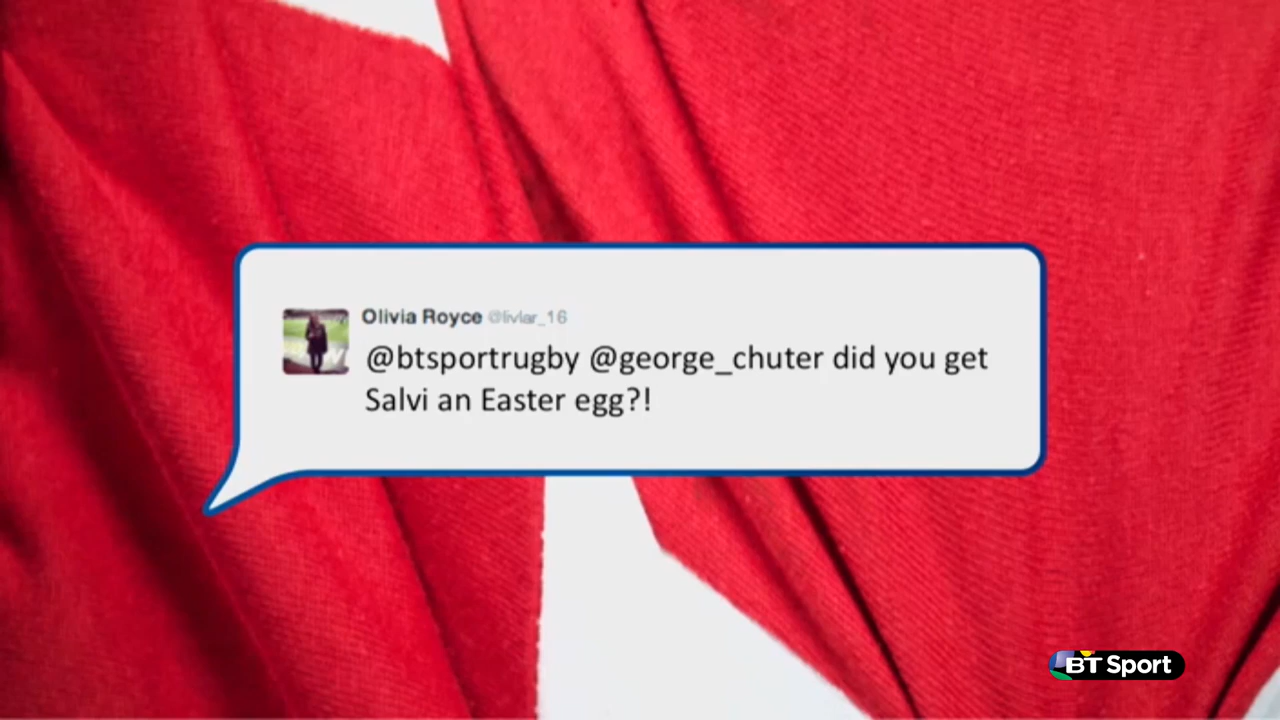 Olivia Royce @livlar_16
@btsportrugby @george_chuter did you get
Salvi an Easter egg?!
BT Sport